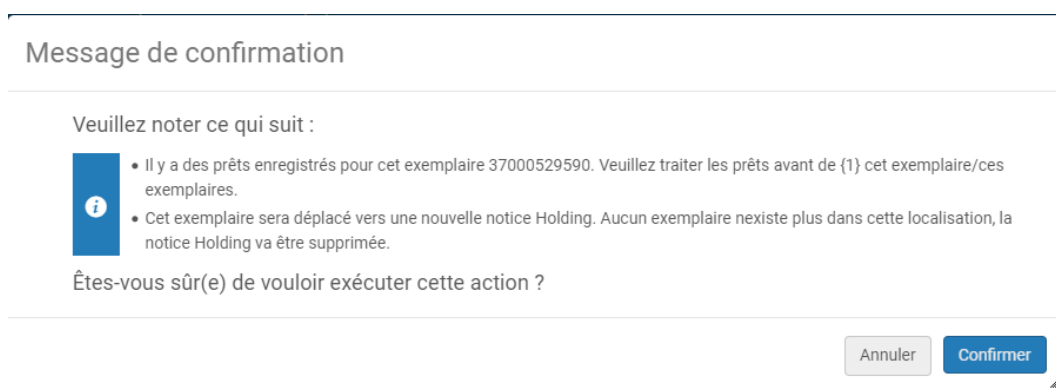 Message de confirmation
Veuillez noter ce qui suit :
• Il y a des prêts enregistrés pour cet exemplaire 37000529590. Veuillez traiter les prêts avant de {1} cet exemplaire/ces
exemplaires.
• Cet exemplaire sera déplacé vers une nouvelle notice Holding. Aucun exemplaire nexiste plus dans cette localisation, la
notice Holding va être supprimée.
Êtes-vous sûr(e) de vouloir exécuter cette action ?
Annuler
Confirmer